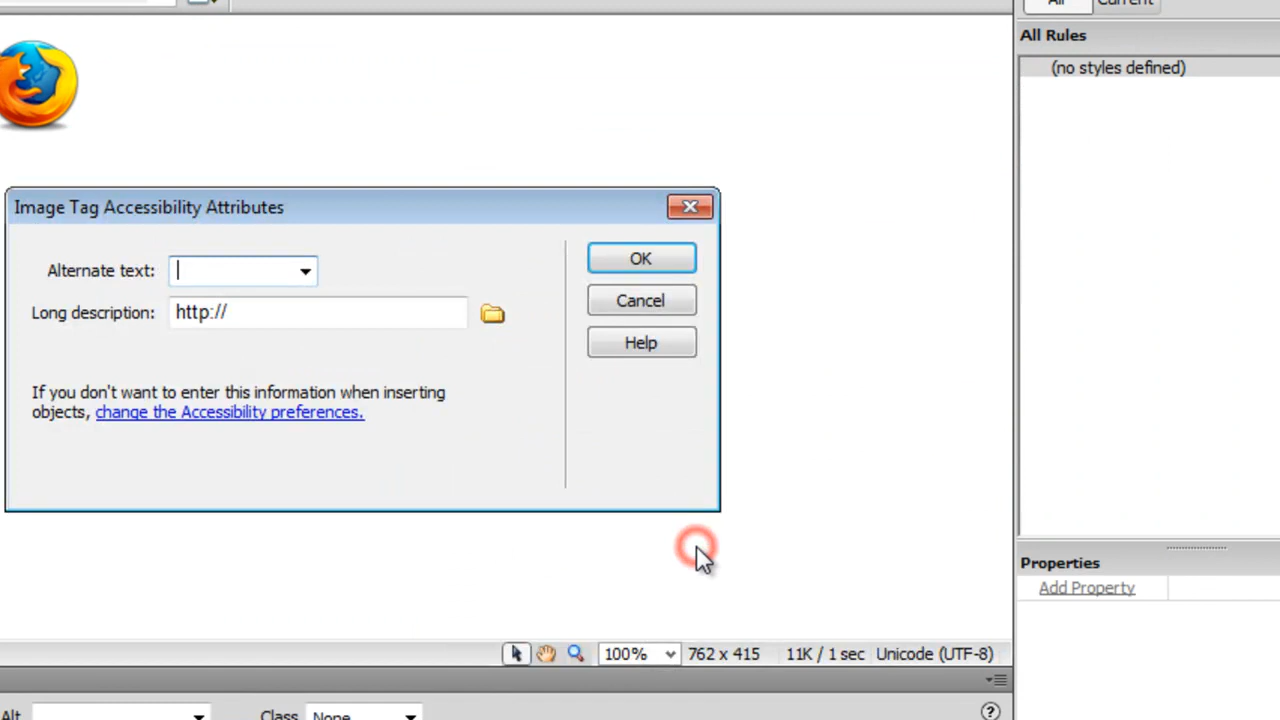 All Current
All Rules
(no styles defined)
Image Tag Accessibility Attributes
Alternate text:
OK
Long description: http://
Cancel
Help
If you don't want to enter this information when inserting
objects, change the Accessibility preferences.
Properties
Add Property
100% 762 x 415 11K / 1 sec Unicode (UTF-8)
Alt Class None